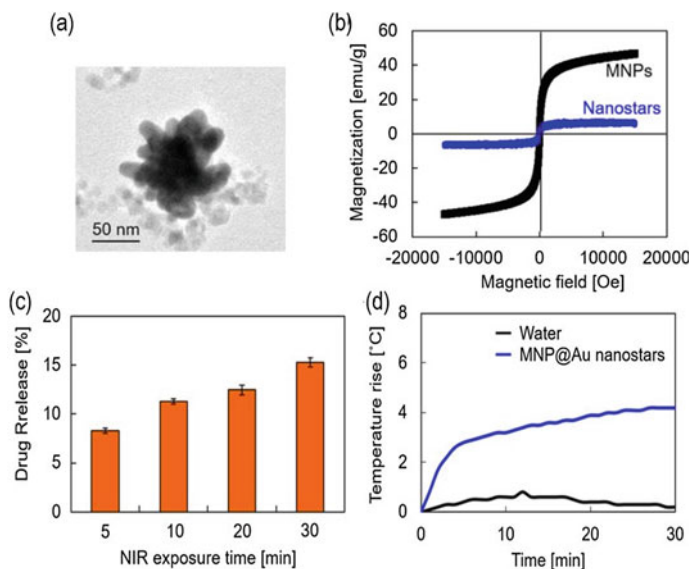 (a)
50 nm
(b)
Magnetization [emu/g]
60
40
20
0
-20
-40
-60
MNPs
Nanostars
-20000 -10000 0 10000 20000
Magnetic field [Oe]
(c)
Drug Rrelease [%]
20
15
10
5
0
5 10 20 30
NIR exposure time [min]
(d)
Temperature rise [°C]
8
6
4
2
0
Water
MNP@Au nanostars
0 10 20 30
Time [min]